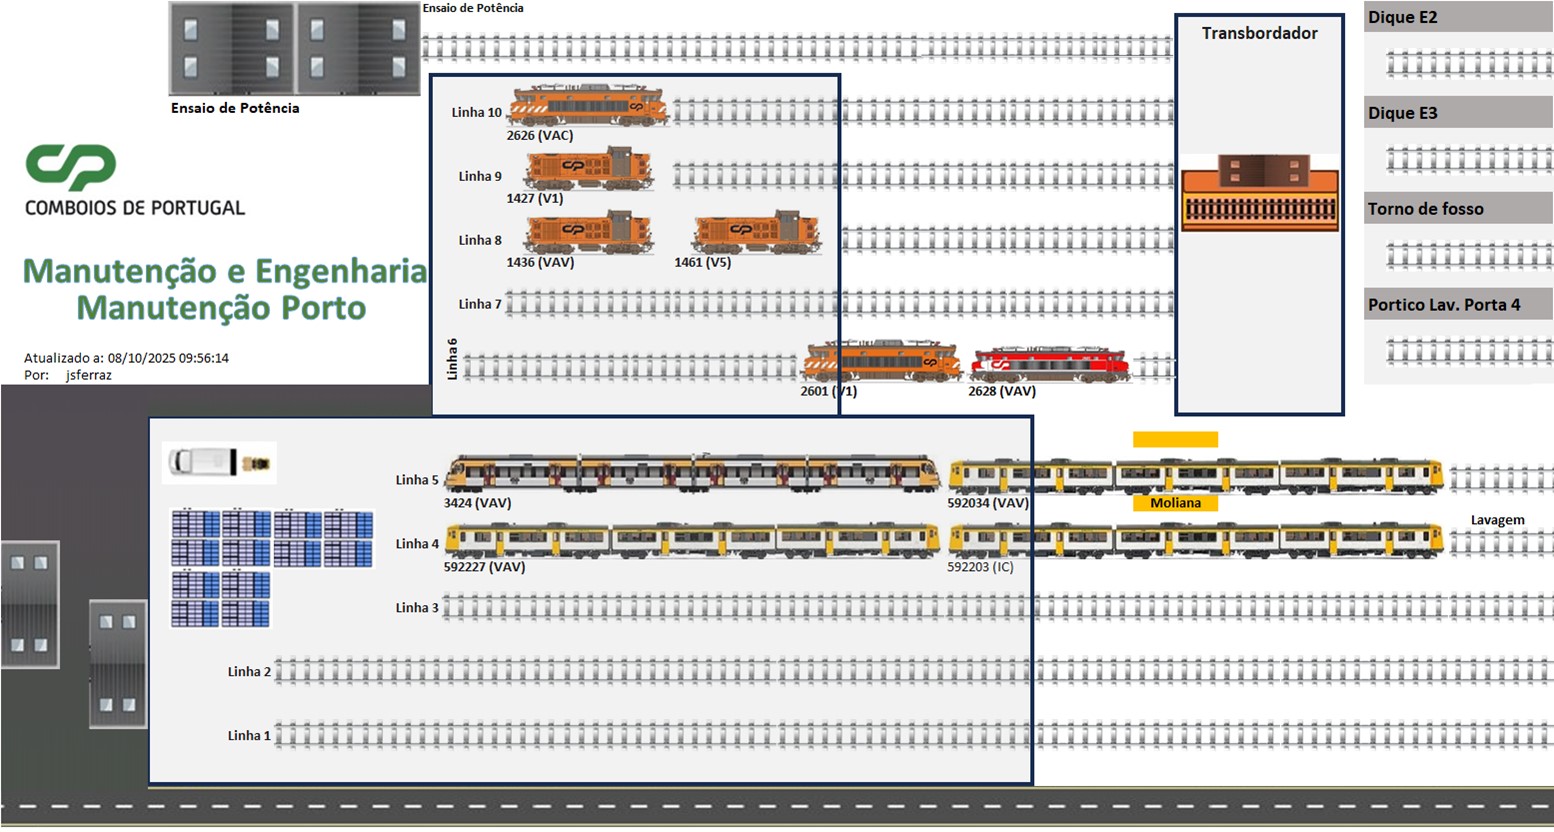 Ensaio de Potência
Ensaio de Potência
Transbordador
Dique E2
Dique E3
Torno de fosso
Portico Lav. Porta 4
CP
COMBOIOS DE PORTUGAL
Manutenção e Engenharia
Manutenção Porto
Atualizado a: 08/10/2025 09:56:14
Por: jsferraz
Linha 10
2626 (VAC)
Linha 9
1427 (V1)
Linha 8
1436 (VAV) 1461 (V5)
Linha 7
Linha 6
2601 (V1) 2628 (VAV)
Linha 5
3424 (VAV) 592034 (VAV) Moliana
Lavagem
Linha 4
592227 (VAV) 592203 (IC)
Linha 3
Linha 2
Linha 1